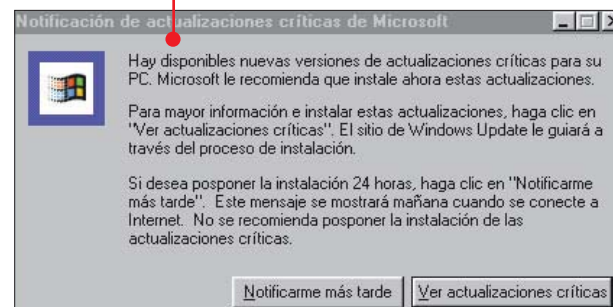 Notificación de actualizaciones críticas de Microsoft
Hay disponibles nuevas versiones de actualizaciones críticas para su
PC. Microsoft le recomienda que instale ahora estas actualizaciones.
Para mayor información e instalar estas actualizaciones, haga clic en
"Ver actualizaciones críticas". El sitio de Windows Update le guiará a
través del proceso de instalación.
Si desea posponer la instalación 24 horas, haga clic en "Notificarme
más tarde". Este mensaje se mostrará mañana cuando se conecte a
Internet. No se recomienda posponer la instalación de las
actualizaciones críticas.
Notificarme más tarde Ver actualizaciones críticas